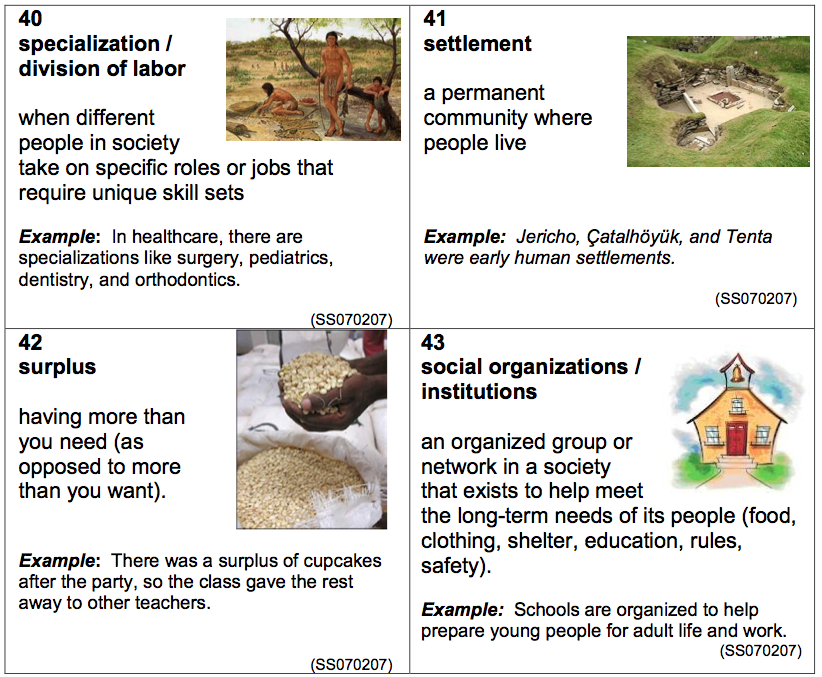 40
specialization /
division of labor
when different
people in society
take on specific roles or jobs that
require unique skill sets
Example:  In healthcare, there are
specializations like surgery, pediatrics,
dentistry, and orthodontics.
(SS070207)
41
settlement
a permanent
community where
people live
Example:  Jericho, Çatalhöyük, and Tenta
were early human settlements.
(SS070207)
42
surplus
having more than
you need (as
opposed to more
than you want).
Example:  There was a surplus of cupcakes
after the party, so the class gave the rest
away to other teachers.
(SS070207)
43
social organizations /
institutions
an organized group or
network in a society
that exists to help meet
the long-term needs of its people (food,
clothing, shelter, education, rules,
safety).
Example:  Schools are organized to help
prepare young people for adult life and work.
(SS070207)